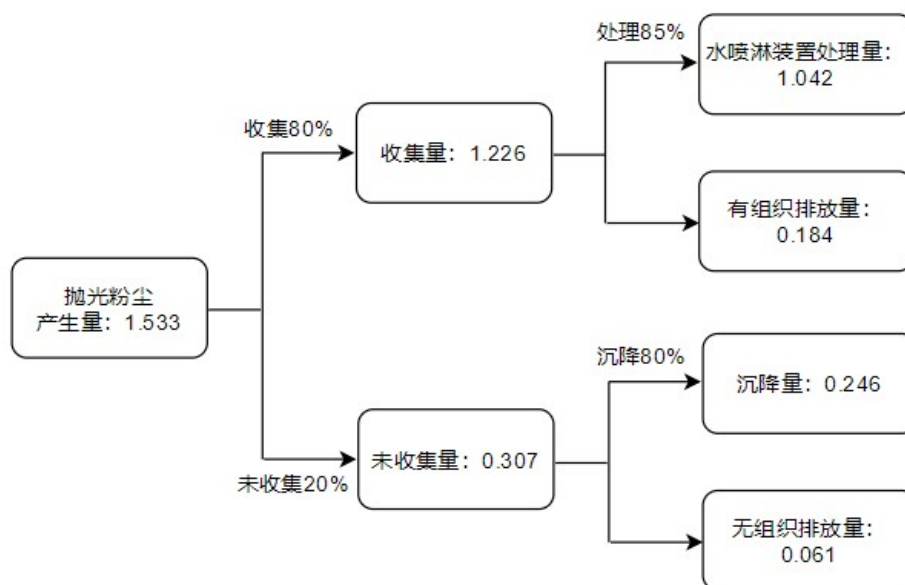 处理85%
水喷淋装置处理量：
1.042
收集80%
收集量：1.226
有组织排放量：
0.184
抛光粉尘
产生量：1.533
沉降80%
沉降量：0.246
未收集量：0.307
未收集20%
无组织排放量：
0.061